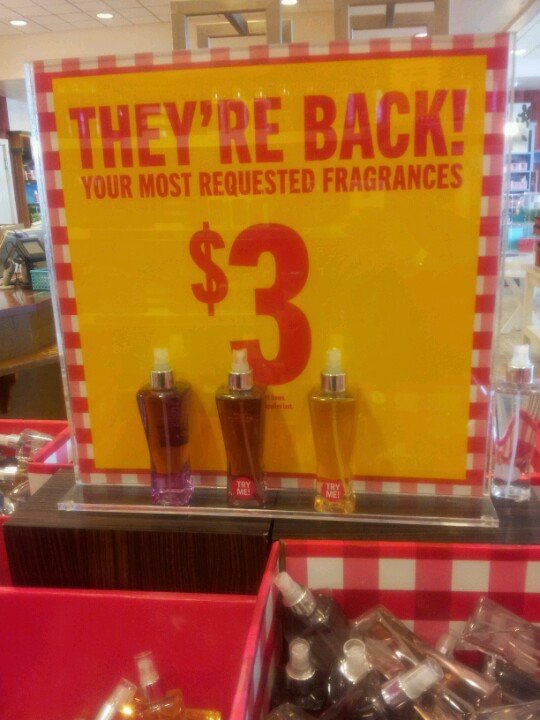 THEY'RE BACK!
YOUR MOST REQUESTED FRAGRANCES
$3
TRY
ME!
TRY
ME!